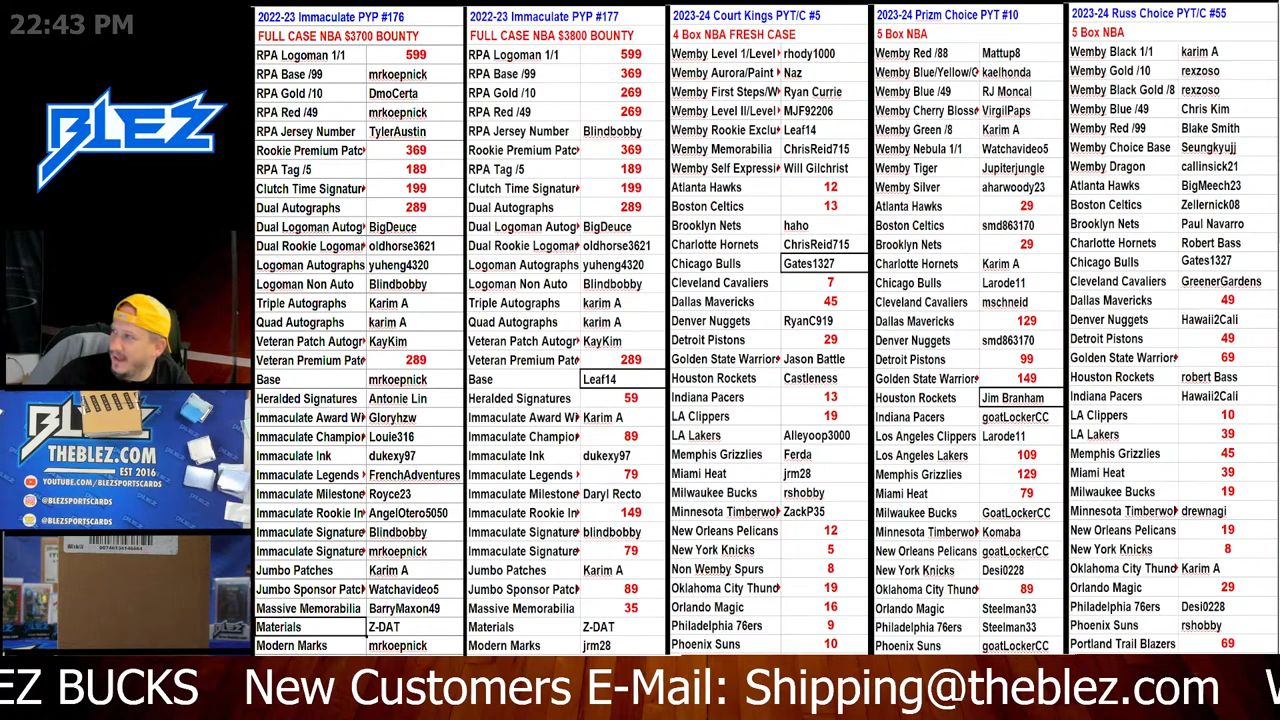 22:43 PM
BLEZ
BLEZ
THEBLEZ.COM
EST 2016
YOUTUBE.COM/BLEZSPORTSCARDS
@BLEZSPORTSCARDS
@BLEZSPORTSCARDS
2022-23 Immaculate PYP #176
FULL CASE NBA $3700 BOUNTY
RPA Logoman 1/1 599
RPA Base /99 mrkoepnick
RPA Gold /10 DmoCerta
RPA Red /49 mrkoepnick
RPA Jersey Number TylerAustin
Rookie Premium Patc 369
RPA Tag /5 189
Clutch Time Signatur 199
Dual Autographs 289
Dual Logoman Autog BigDeuce
Dual Rookie Logomar oldhorse3621
Logoman Autographs yuheng4320
Logoman Non Auto Blindbobby
Triple Autographs Karim A
Quad Autographs karim A
Veteran Patch Autogr KayKim
Veteran Premium Pat 289
Base mrkoepnick
Heralded Signatures Antonie Lin
Immaculate Award Wi Gloryhzw
Immaculate Champio Louie316
Immaculate Ink dukexy97
Immaculate Legends FrenchAdventures
Immaculate Milestone Royce23
Immaculate Rookie In AngelOtero5050
Immaculate Signature Blindbobby
Immaculate Signature mrkoepnick
Jumbo Patches Karim A
Jumbo Sponsor Patc Watchavideo5
Massive Memorabilia BarryMaxon49
Materials Z-DAT
Modern Marks mrkoepnick
2022-23 Immaculate PYP #177
FULL CASE NBA $3800 BOUNTY
RPA Logoman 1/1 599
RPA Base /99 369
RPA Gold /10 269
RPA Red /49 269
RPA Jersey Number Blindbobby
Rookie Premium Patc 369
RPA Tag /5 189
Clutch Time Signatur 199
Dual Autographs 289
Dual Logoman Autog BigDeuce
Dual Rookie Logomar oldhorse3621
Logoman Autographs yuheng4320
Logoman Non Auto Blindbobby
Triple Autographs karim A
Quad Autographs karim A
Veteran Patch Autogr KayKim
Veteran Premium Pat 289
Base Leaf14
Heralded Signatures 59
Immaculate Award Wi Karim A
Immaculate Champio 89
Immaculate Ink dukexy97
Immaculate Legends 79
Immaculate Milestone Daryl Recto
Immaculate Rookie In 149
Immaculate Signature blindbobby
Immaculate Signature 79
Jumbo Patches Karim A
Jumbo Sponsor Patc 89
Massive Memorabilia 35
Materials Z-DAT
Modern Marks jrm28
2023-24 Court Kings PYT/C #5
4 Box NBA FRESH CASE
Wemby Level 1/Level rhody1000
Wemby Aurora/Paint Naz
Wemby First Steps/W Ryan Currie
Wemby Level II/Level MJF92206
Wemby Rookie Exclu Leaf14
Wemby Memorabilia ChrisReid715
Wemby Self Expressi Will Gilchrist
Atlanta Hawks 12
Boston Celtics 13
Brooklyn Nets haho
Charlotte Hornets ChrisReid715
Chicago Bulls Gates1327
Cleveland Cavaliers 7
Dallas Mavericks 45
Denver Nuggets RyanC919
Detroit Pistons 29
Golden State Warrior Jason Battle
Houston Rockets Castleness
Indiana Pacers 13
LA Clippers 19
LA Lakers Alleyoop3000
Memphis Grizzlies Ferda
Miami Heat jrm28
Milwaukee Bucks rshobby
Minnesota Timberwo ZackP35
New Orleans Pelicans 12
New York Knicks 5
Non Wemby Spurs 8
Oklahoma City Thund 19
Orlando Magic 16
Philadelphia 76ers 9
Phoenix Suns 10
2023-24 Prizm Choice PYT #10
5 Box NBA
Wemby Red /88 Mattup8
Wemby Blue/Yellow/G kaelhonda
Wemby Blue /49 RJ Moncal
Wemby Cherry Blosso VirgilPaps
Wemby Green /8 Karim A
Wemby Nebula 1/1 Watchavideo5
Wemby Tiger Jupiterjungle
Wemby Silver aharwoody23
Atlanta Hawks 29
Boston Celtics smd863170
Brooklyn Nets 29
Charlotte Hornets Karim A
Chicago Bulls Larode11
Cleveland Cavaliers mschneid
Dallas Mavericks 129
Denver Nuggets smd863170
Detroit Pistons 99
Golden State Warrior 149
Houston Rockets Jim Branham
Indiana Pacers goatLockerCC
Los Angeles Clippers Larode11
Los Angeles Lakers 109
Memphis Grizzlies 129
Miami Heat 79
Milwaukee Bucks GoatLockerCC
Minnesota Timberwol Komaba
New Orleans Pelicans goatLockerCC
New York Knicks Desi0228
Oklahoma City Thund 89
Orlando Magic Steelman33
Philadelphia 76ers Steelman33
Phoenix Suns goatLockerCC
2023-24 Russ Choice PYT/C #55
5 Box NBA
Wemby Black 1/1 karim A
Wemby Gold /10 rexzoso
Wemby Black Gold /8 rexzoso
Wemby Blue /49 Chris Kim
Wemby Red /99 Blake Smith
Wemby Choice Base Seungkyujj
Wemby Dragon callinsick21
Atlanta Hawks BigMeech23
Boston Celtics Zellernick08
Brooklyn Nets Paul Navarro
Charlotte Hornets Robert Bass
Chicago Bulls Gates1327
Cleveland Cavaliers GreenerGardens
Dallas Mavericks 49
Denver Nuggets Hawaii2Cali
Detroit Pistons 49
Golden State Warrior 69
Houston Rockets robert Bass
Indiana Pacers Hawaii2Cali
LA Clippers 10
LA Lakers 39
Memphis Grizzlies 45
Miami Heat 39
Milwaukee Bucks 19
Minnesota Timberwo drewnagi
New Orleans Pelicans 19
New York Knicks 8
Oklahoma City Thund Karim A
Orlando Magic 29
Philadelphia 76ers Desi0228
Phoenix Suns rshobby
Portland Trail Blazers 69
EZ BUCKS New Customers E-Mail: Shipping@theblez.com